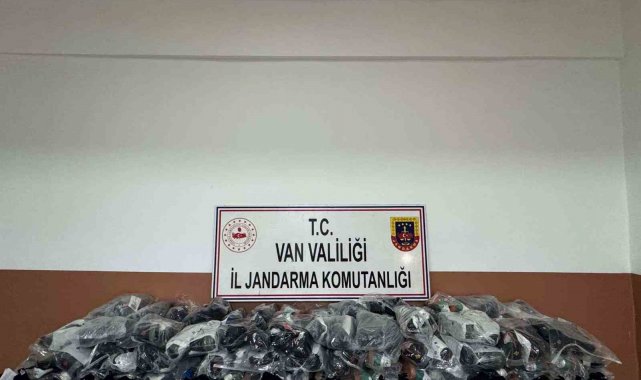 T.C.
VAN VALİLİĞİ
İL JANDARMA KOMUTANLIĞI